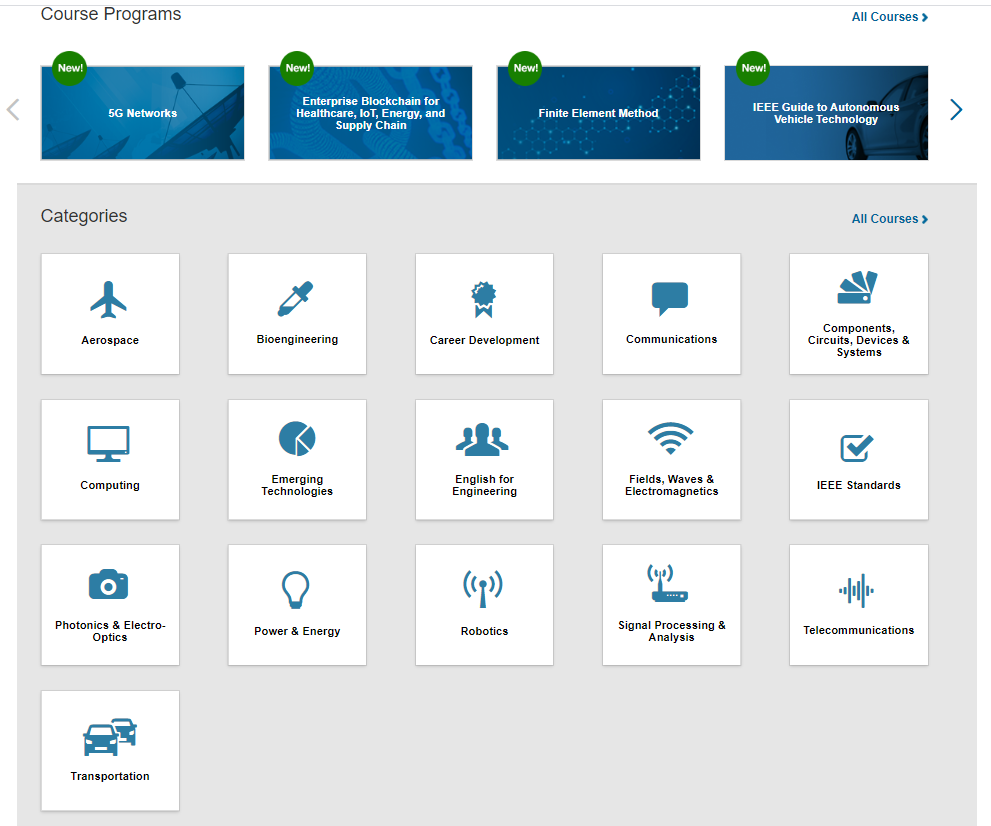 Course Programs
All Courses
New!
New!
New!
New!
5G Networks
Enterprise Blockchain for
Healthcare, IoT, Energy, and
Supply Chain
Finite Element Method
IEEE Guide to Autonomous
Vehicle Technology
Categories
All Courses
Aerospace
Bioengineering
Career Development
Communications
Components,
Circuits, Devices &
Systems
Computing
Emerging
Technologies
English for
Engineering
Fields, Waves &
Electromagnetics
IEEE Standards
Photonics & Electro-
Optics
Power & Energy
Robotics
Signal Processing &
Analysis
Telecommunications
Transportation